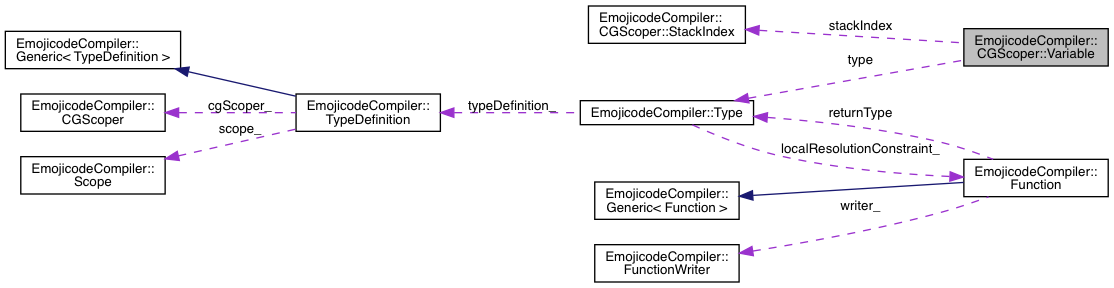 EmojicodeCompiler::
Generic< TypeDefinition >
EmojicodeCompiler::
CGScoper
EmojicodeCompiler::
Scope
cgScoper_
scope_
EmojicodeCompiler::
TypeDefinition
typeDefinition_
EmojicodeCompiler::
CGScoper::StackIndex
EmojicodeCompiler::Type
EmojicodeCompiler::
Generic< Function >
EmojicodeCompiler::
FunctionWriter
stackIndex
type
returnType
localResolutionConstraint_
writer_
EmojicodeCompiler::
CGScoper::Variable
EmojicodeCompiler::
Function